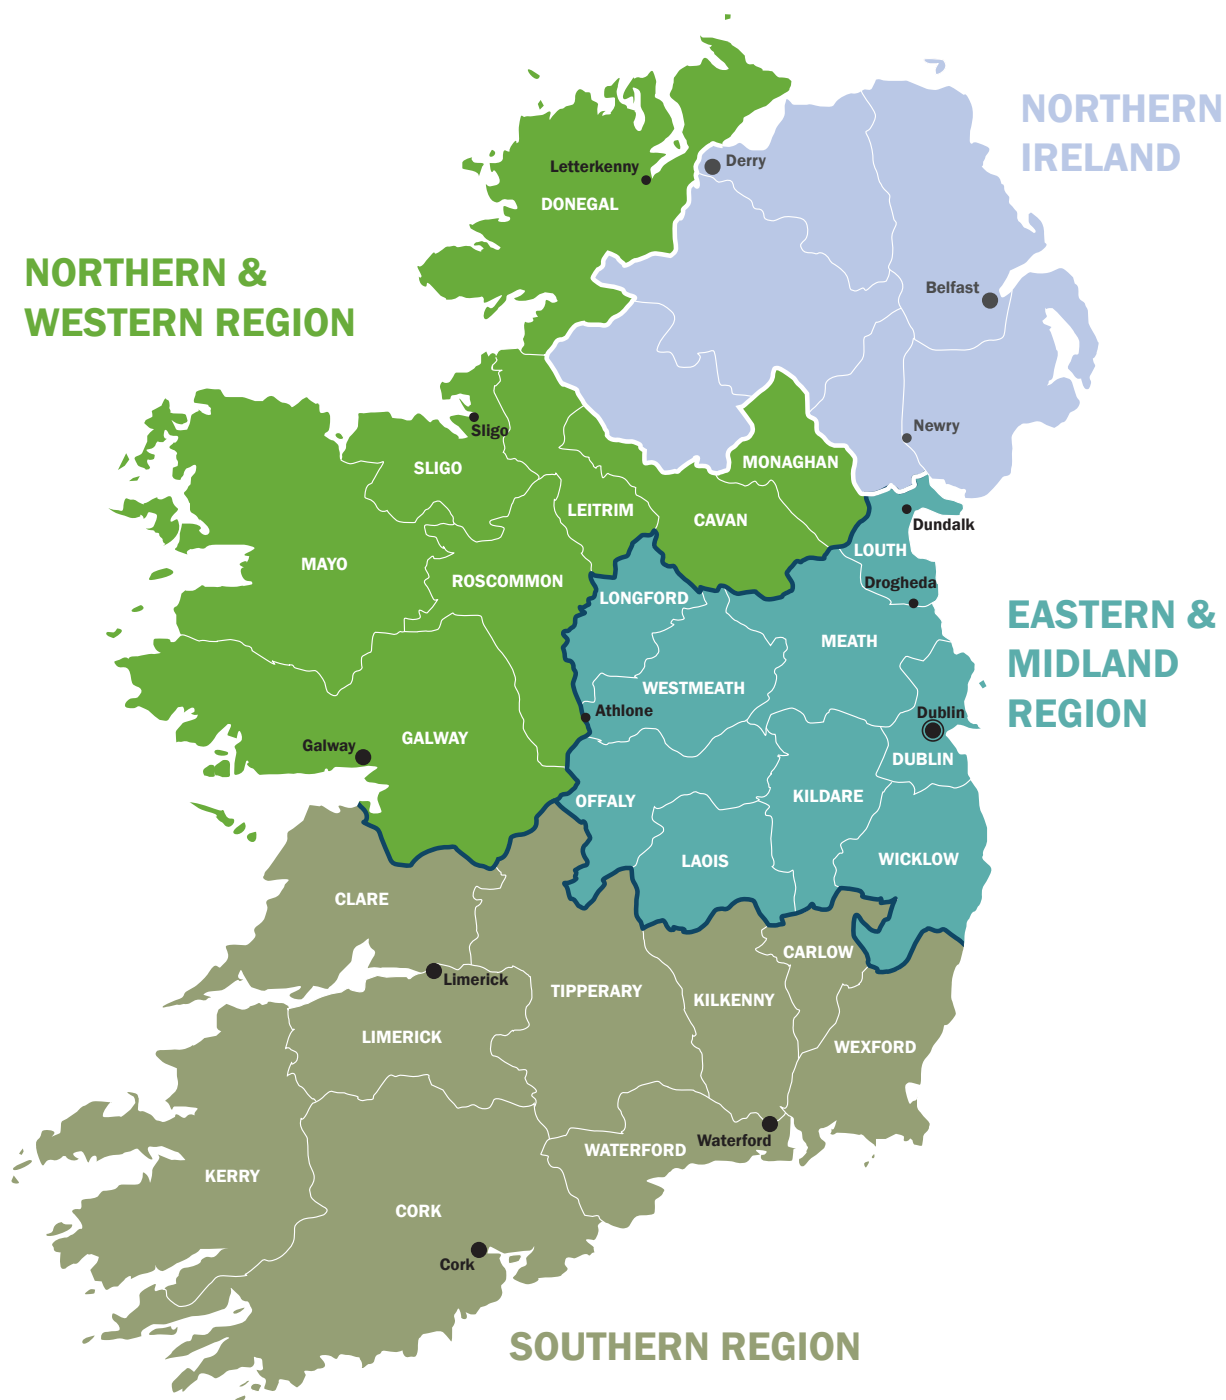 NORTHERN
IRELAND
Derry
Letterkenny
DONEGAL
NORTHERN &
WESTERN REGION
Belfast
Newry
Sligo
SLIGO
MONAGHAN
LEITRIM
CAVAN
Dundalk
LOUTH
MAYO
ROSCOMMON
Drogheda
LONGFORD
EASTERN &
MIDLAND
REGION
MEATH
WESTMEATH
Athlone
Dublin
GALWAY
Galway
DUBLIN
OFFALY
KILDARE
LAOIS
WICKLOW
CLARE
CARLOW
Limerick
TIPPERARY
KILKENNY
LIMERICK
WEXFORD
Waterford
WATERFORD
KERRY
CORK
Cork
SOUTHERN REGION